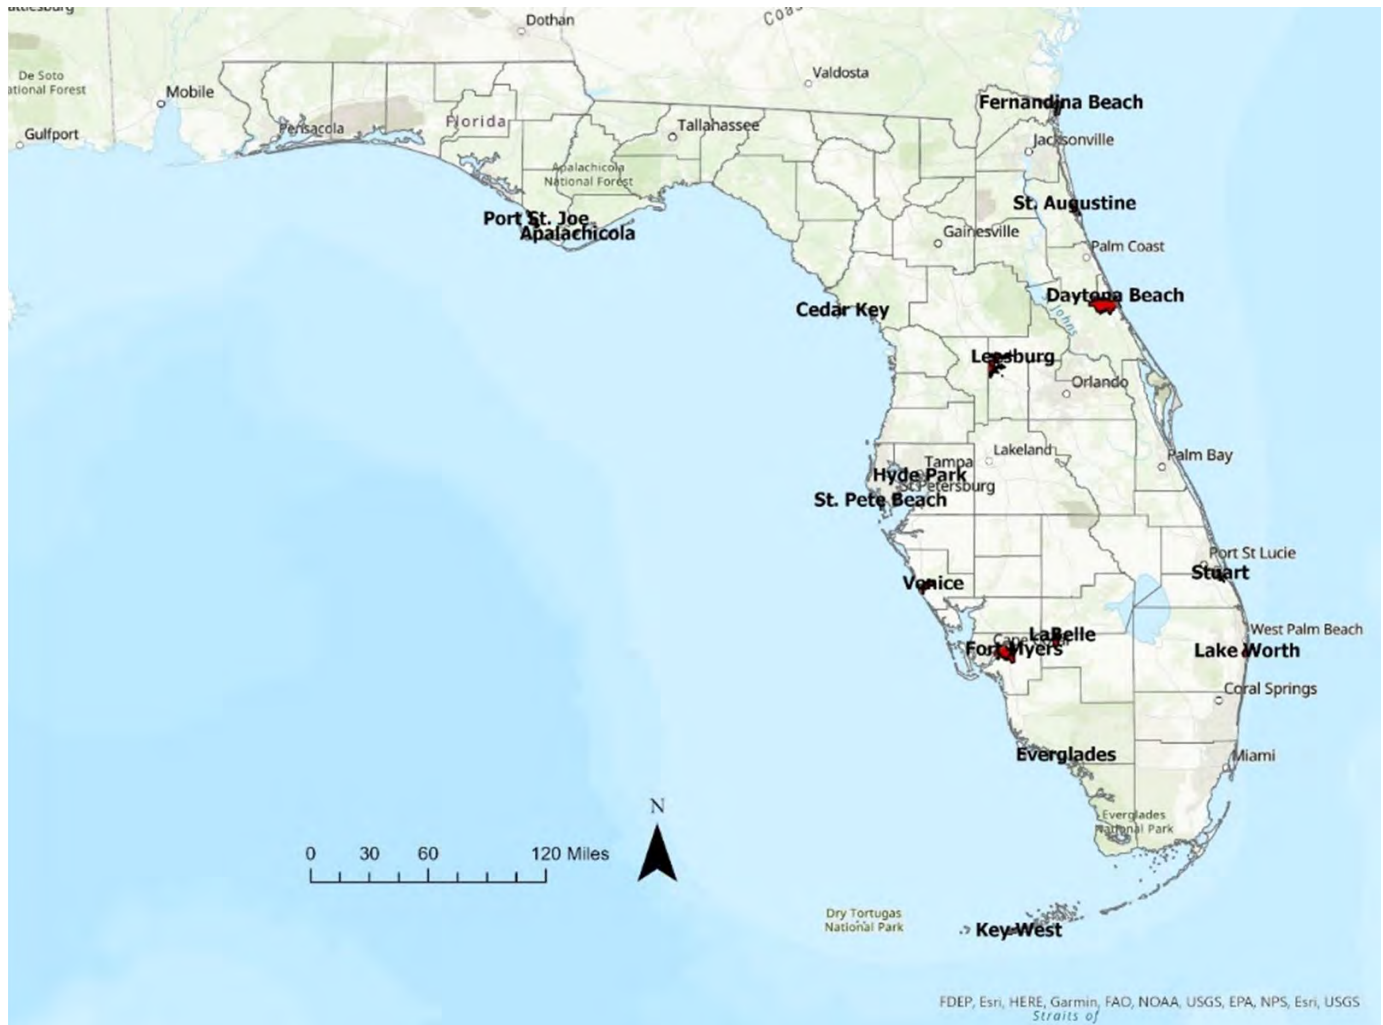 Dothan
De Soto
Valdosta
Mobile
Fernandina Beach
Pensacola
Florida
Tallahassee
Gulfport
Jacksonville
Apalachicola
National Forest
St. Augustine
Port St. Joe
Apalachicola
Gainesville
Palm Coast
Daytona Beach
Cedar Key
Johns
Leesburg
Orlando
Lakeland
Palm Bay
Tampa
Hyde Park
St. Petersburg
St. Pete Beach
Port St Lucie
Stuart
Venice
West Palm Beach
LaBelle
Fort Myers
Lake Worth
Coral Springs
Everglades
Miami
N
Everglades
National Park
0 30 60 120 Miles
Dry Tortugas
National Park
Key West
FDEP, Esri, HERE, Garmin, FAO, NOAA, USGS, EPA, NPS, Esri, USGS
Straits of